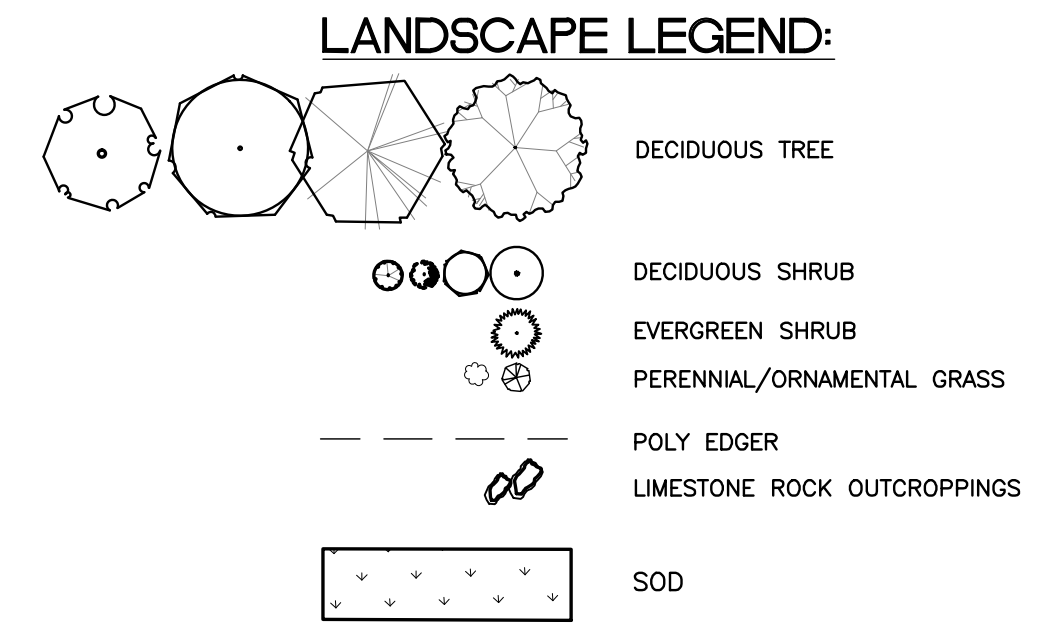 LANDSCAPE LEGEND:
DECIDUOUS TREE
DECIDUOUS SHRUB
EVERGREEN SHRUB
PERENNIAL/ORNAMENTAL GRASS
POLY EDGER
LIMESTONE ROCK OUTCROPPINGS
SOD